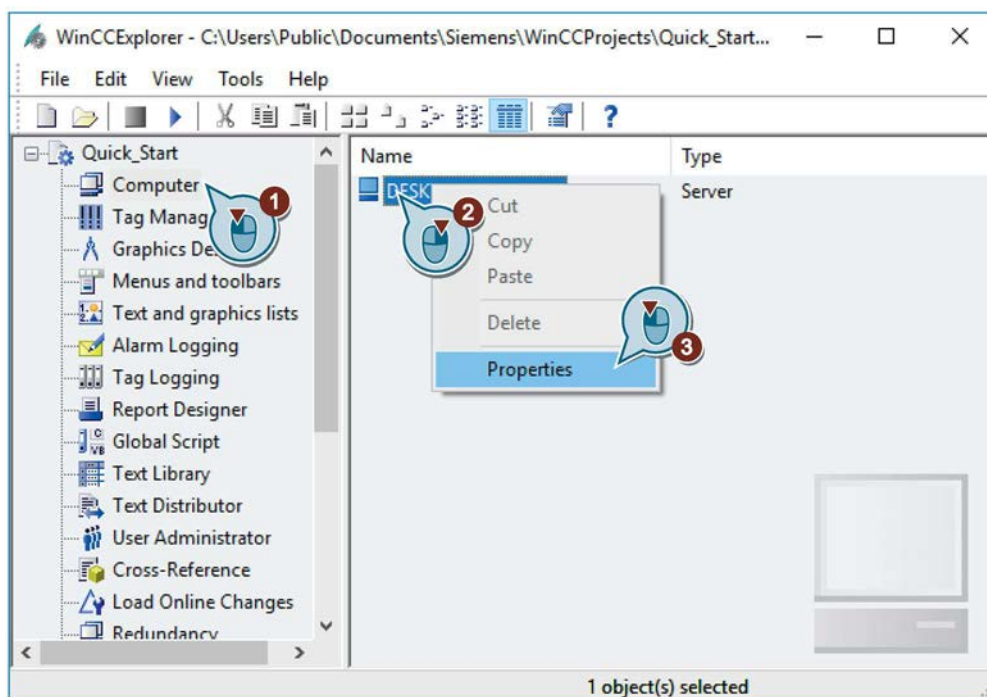 WinCCExplorer - C:\Users\Public\Documents\Siemens\WinCCProjects\Quick_Start...
File Edit View Tools Help
?
Quick_Start
Computer
Tag Manag
Graphics De
Menus and toolbars
Text and graphics lists
Alarm Logging
Tag Logging
Report Designer
Global Script
Text Library
Text Distributor
User Administrator
Cross-Reference
Load Online Changes
Redundancy
Name Type
DESK Server
1
2
Cut
Copy
Paste
Delete
3
Properties
1 object(s) selected